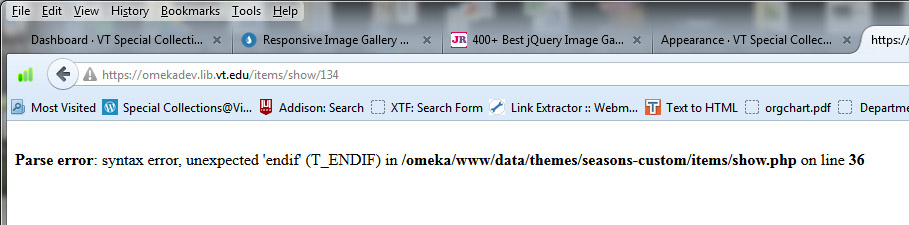 File Edit View History Bookmarks Tools Help
Dashboard · VT Special Collecti... Responsive Image Gallery ... JR 400+ Best jQuery Image Ga... Appearance · VT Special Collec... https:/
https://omekadev.lib.vt.edu/items/show/134
Most Visited Special Collections@Vi... Addison: Search XTF: Search Form Link Extractor :: Webm... T Text to HTML orgchart.pdf Departme
Parse error: syntax error, unexpected 'endif' (T_ENDIF) in /omeka/www/data/themes/seasons-custom/items/show.php on line 36